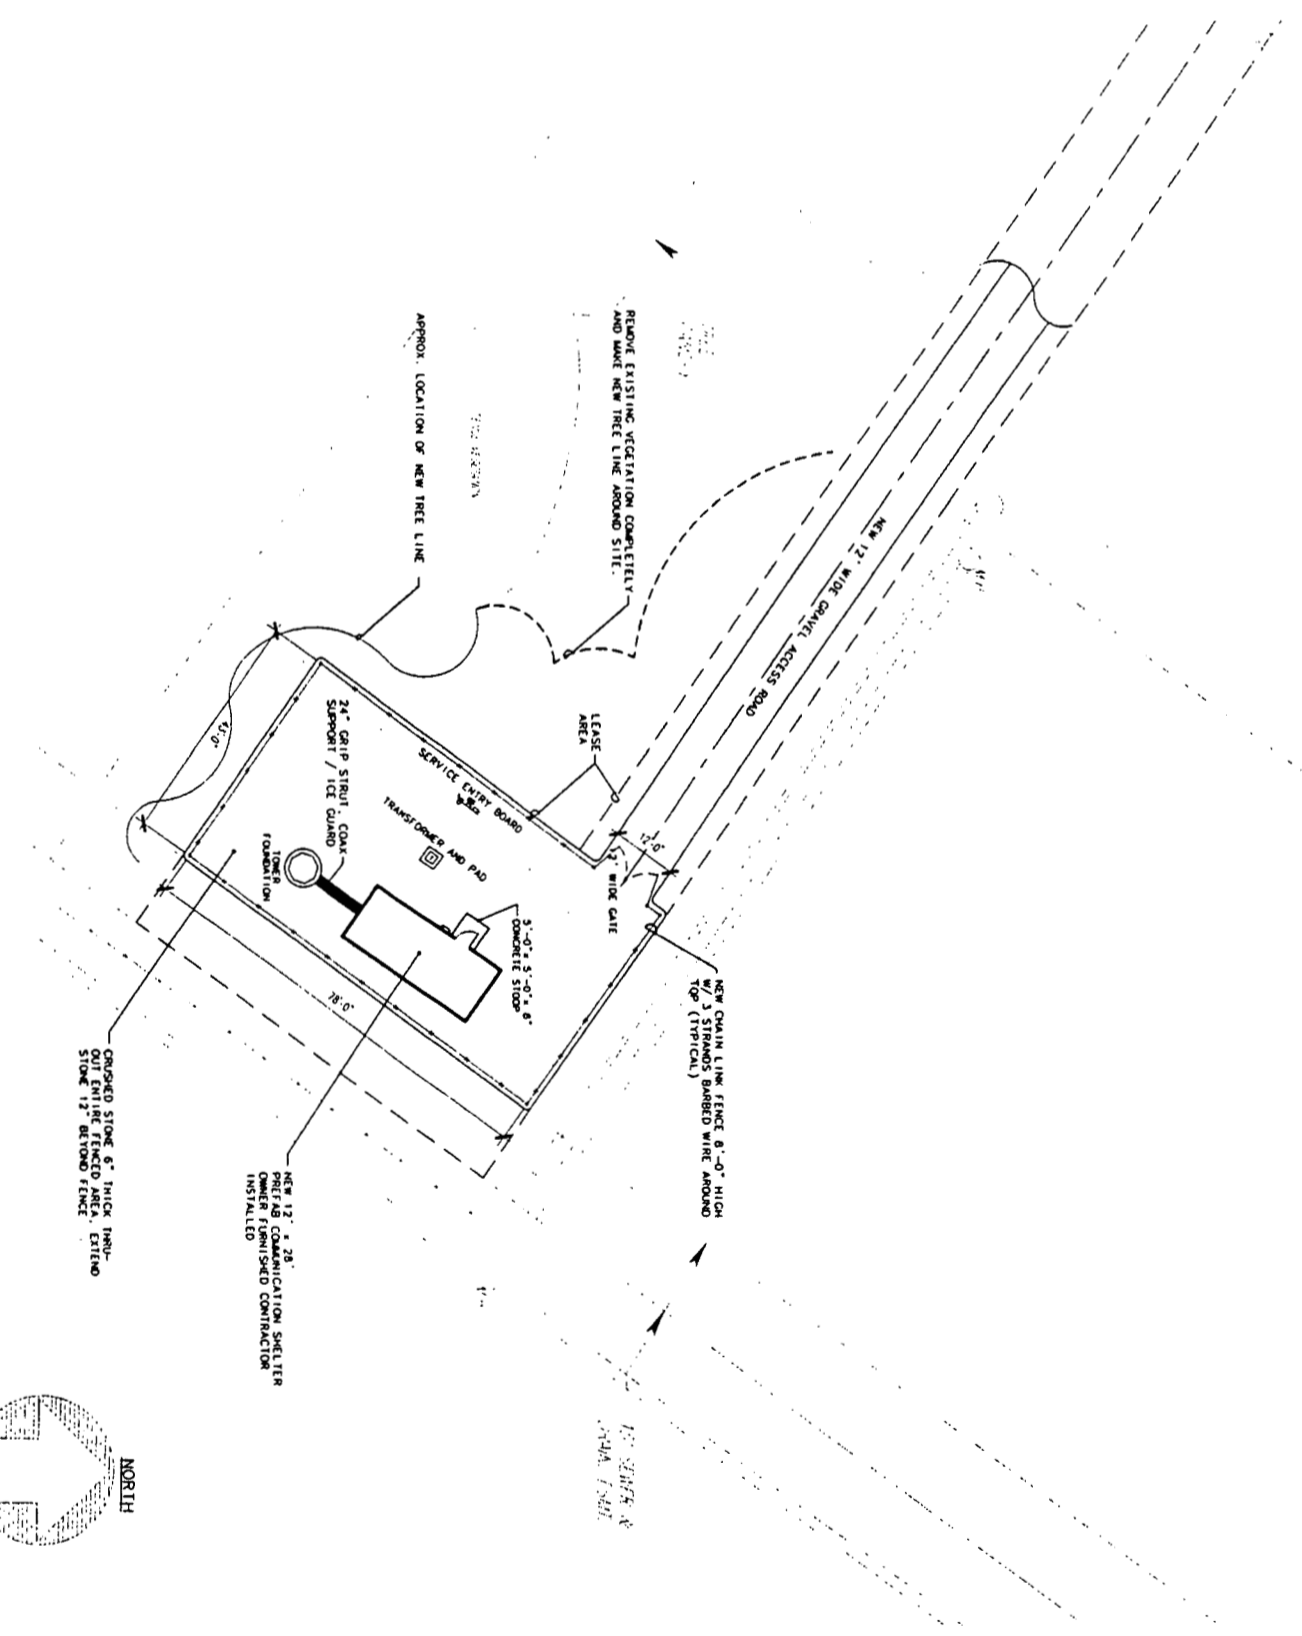 NEW 12' WIDE GRAVEL ACCESS ROAD
REMOVE EXISTING VEGETATION COMPLETELY
AND MAKE NEW TREE LINE AROUND SITE.
APPROX. LOCATION OF NEW TREE LINE
LEASE
AREA
12'-0"
12' WIDE GATE
NEW CHAIN LINK FENCE 8'-0" HIGH
W/ 3 STRANDS BARBED WIRE AROUND
TOP (TYPICAL)
SERVICE ENTRY BOARD
TRANSFORMER AND PAD
24" GRIP STRUT, COAX
SUPPORT / ICE GUARD
TOWER
FOUNDATION
5'-0"x 5'-0"x 8"
CONCRETE STOOP
78'-0"
NEW 12' x 28'
PREFAB COMMUNICATION SHELTER
OWNER FURNISHED CONTRACTOR
INSTALLED
CRUSHED STONE 6" THICK THRU-
OUT ENTIRE FENCED AREA. EXTEND
STONE 12" BEYOND FENCE
NORTH